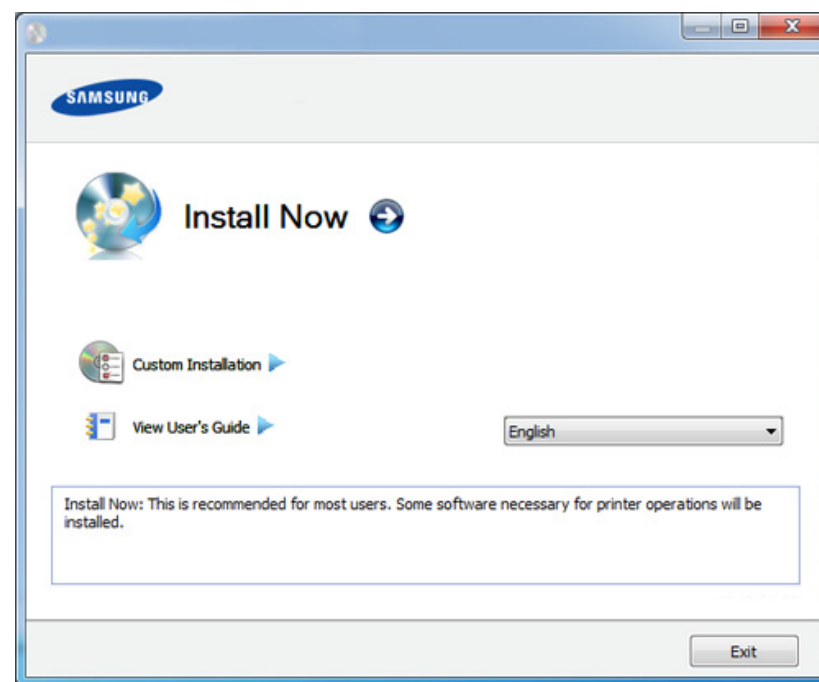 SAMSUNG
Install Now
Custom Installation
View User's Guide
English
Install Now: This is recommended for most users. Some software necessary for printer operations will be
installed.
Exit